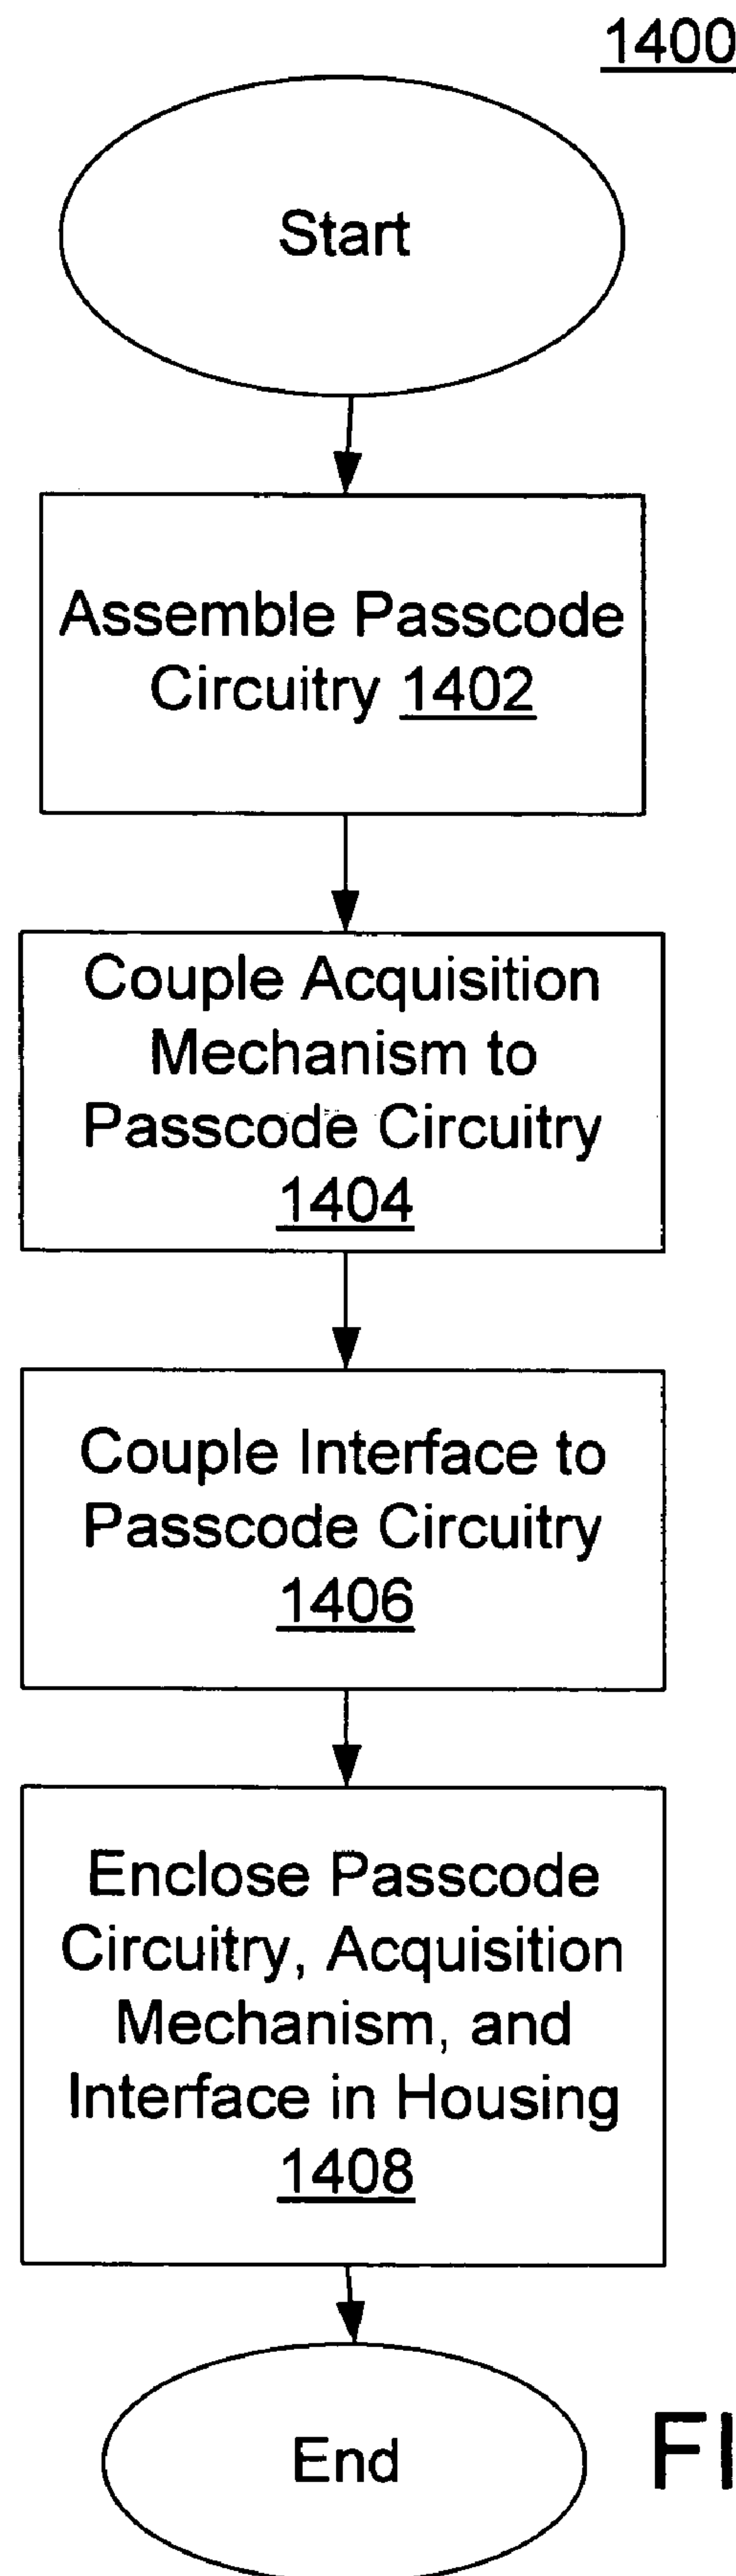 1400
Start
Assemble Passcode
Circuitry 1402
Couple Acquisition
Mechanism to
Passcode Circuitry
1404
Couple Interface to
Passcode Circuitry
1406
Enclose Passcode
Circuitry, Acquisition
Mechanism, and
Interface in Housing
1408
End
FI